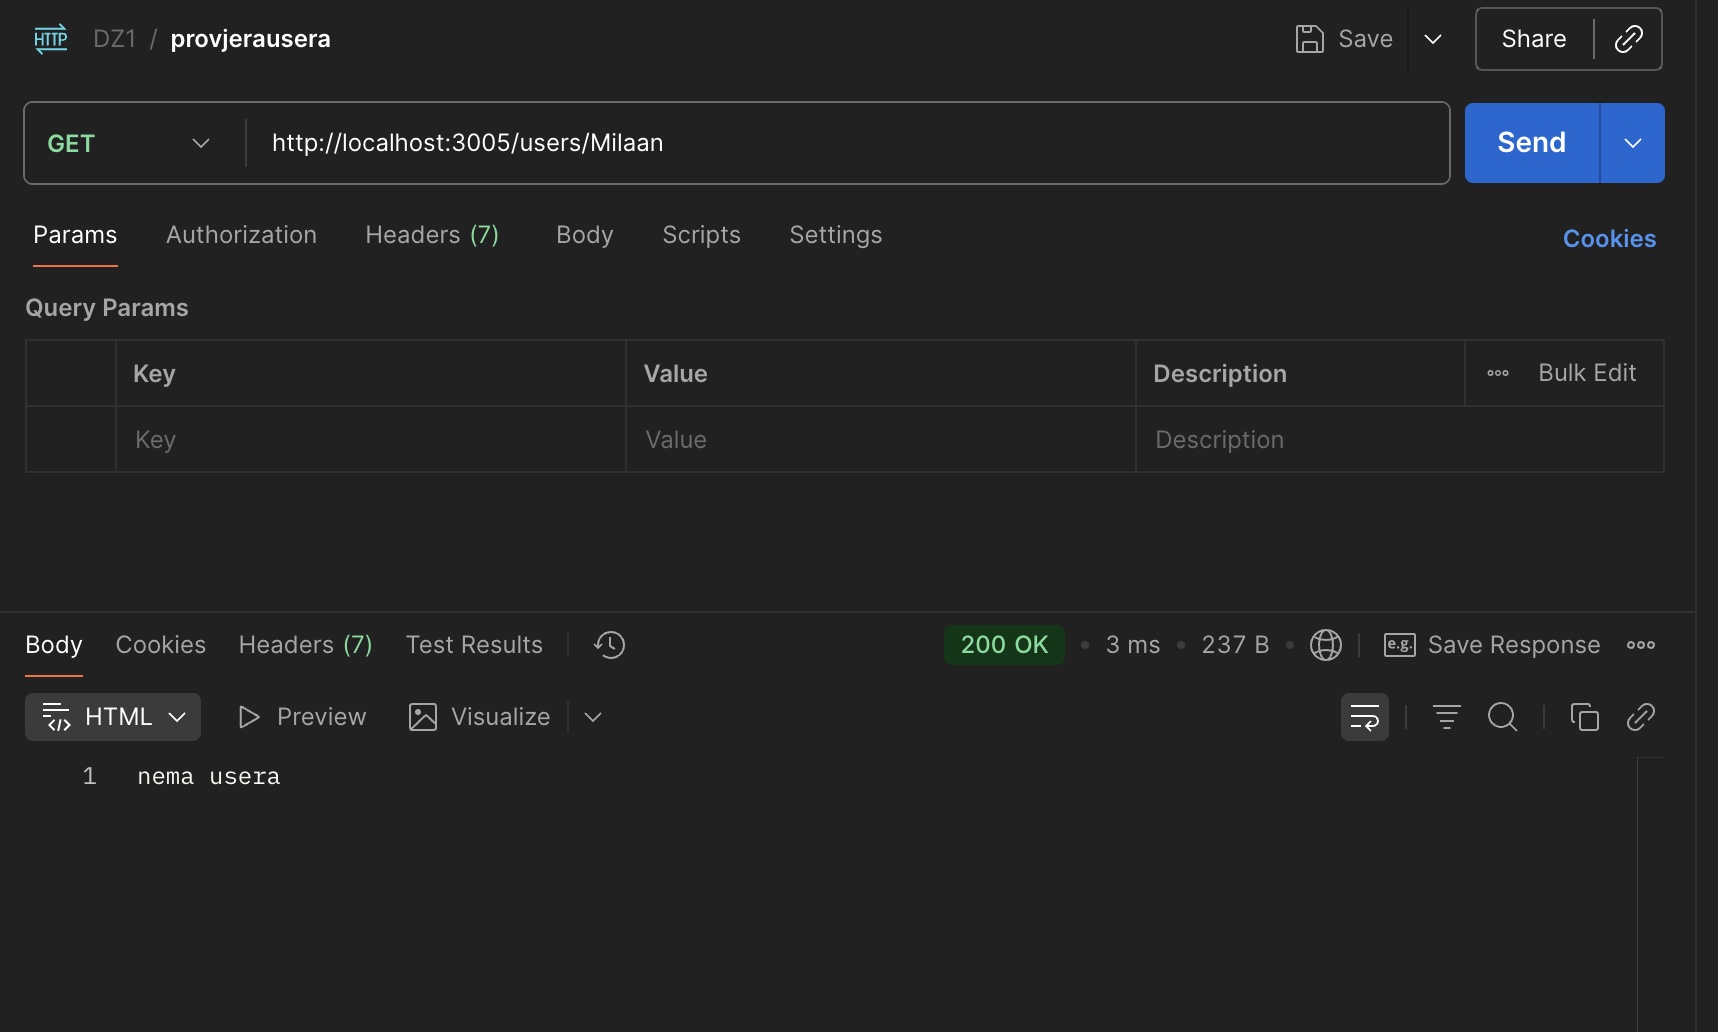 HTTP DZ1 / provjerausera Save Share
GET http://localhost:3005/users/Milaan Send
Params Authorization Headers (7) Body Scripts Settings Cookies
Query Params
Key Value Description Bulk Edit
Key Value Description
Body Cookies Headers (7) Test Results 200 OK • 3 ms • 237 B • e.g. Save Response
HTML Preview Visualize
1 nema usera